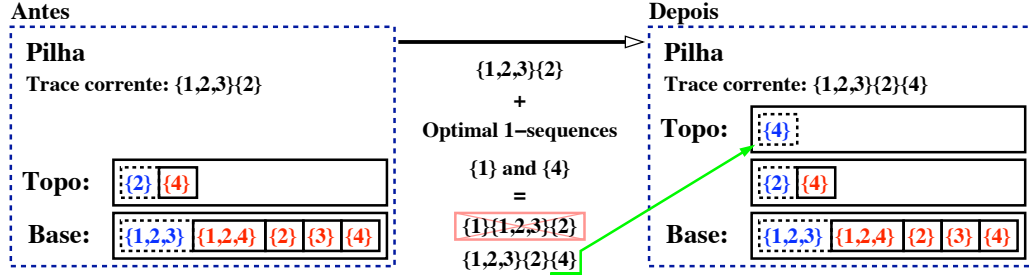 Antes
Pilha
Trace corrente: {1,2,3}{2}
Topo: {2} {4}
Base: {1,2,3} {1,2,4} {2} {3} {4}
{1,2,3}{2}
+
Optimal 1−sequences
{1} and {4}
=
{1}{1,2,3}{2}
{1,2,3}{2}{4}
Depois
Pilha
Trace corrente: {1,2,3}{2}{4}
Topo: {4}
{2} {4}
Base: {1,2,3} {1,2,4} {2} {3} {4}